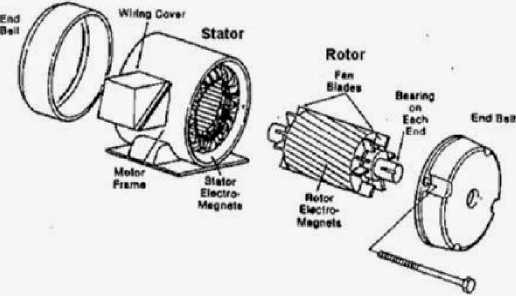 End
Bell
Wiring Cover
Stator
Motor
Frame
Stator
Electro-
Magnets
Rotor
Fan
Blades
Bearing
on
Each
End
End Bell
Rotor
Electro-
Magnets